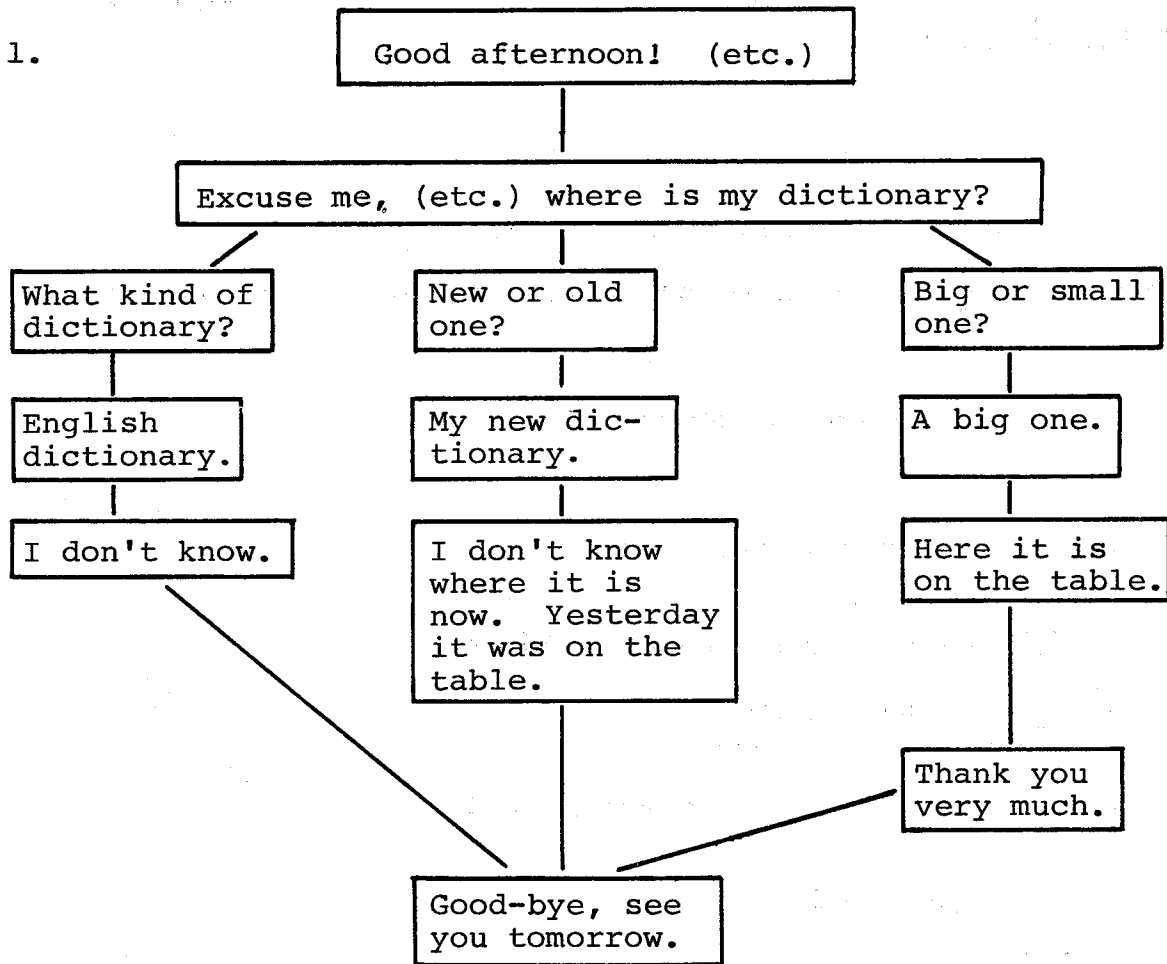 1.
Good afternoon! (etc.)
Excuse me, (etc.) where is my dictionary?
What kind of
dictionary?
New or old
one?
Big or small
one?
English
dictionary.
My new dic-
tionary.
A big one.
I don't know.
I don't know
where it is
now. Yesterday
it was on the
table.
Here it is
on the table.
Thank you
very much.
Good-bye, see
you tomorrow.